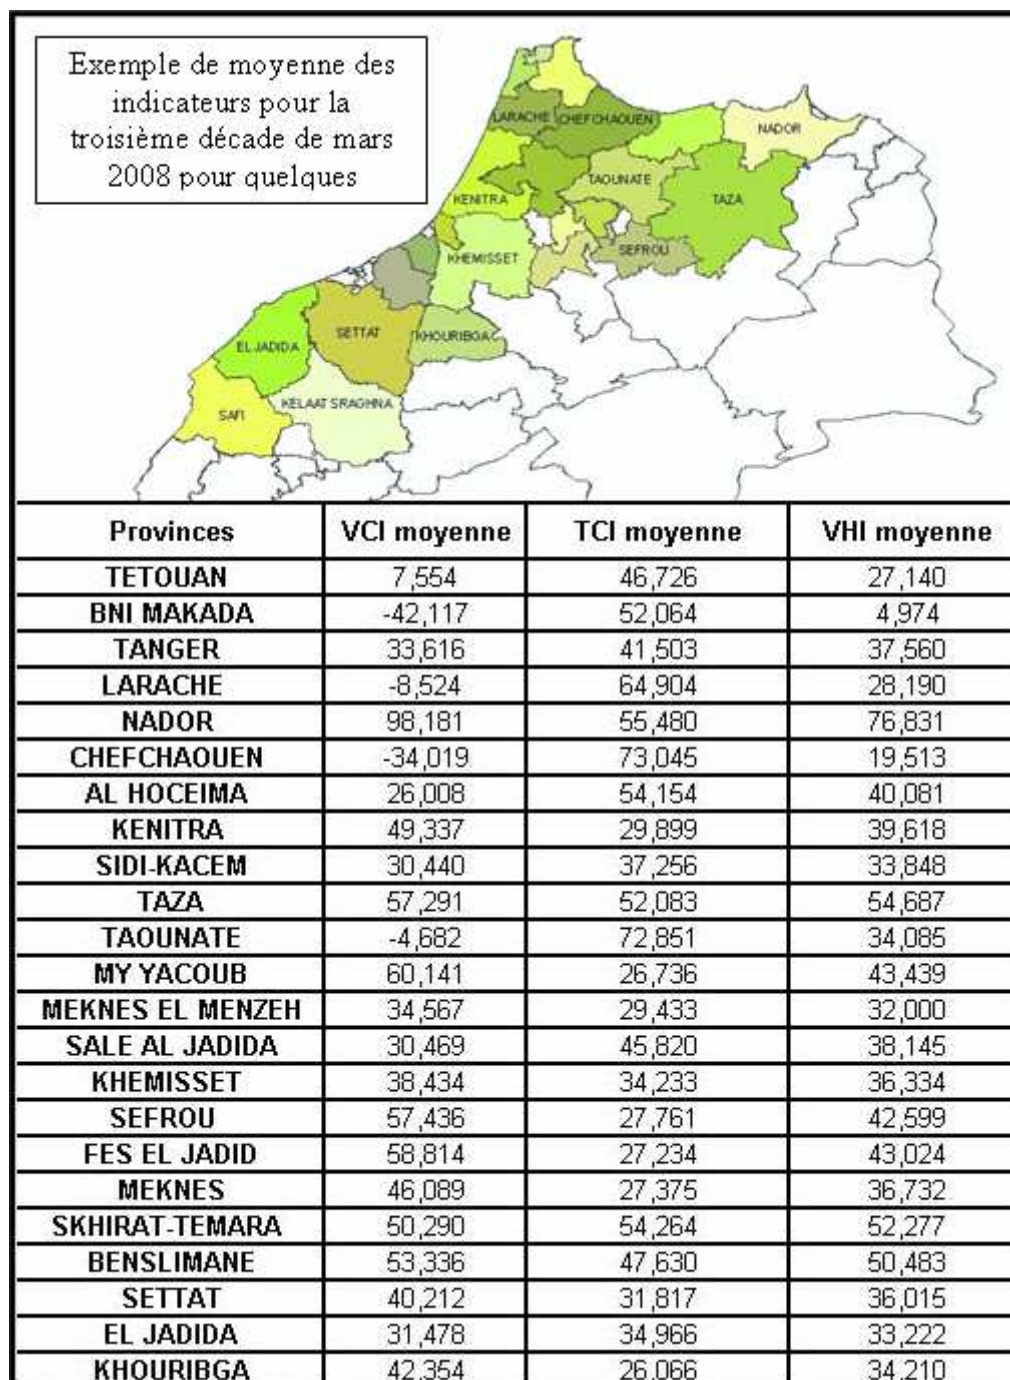 Exemple de moyenne des
indicateurs pour la
troisième décade de mars
2008 pour quelques
LARACHE
CHEFCHAOUEN
NADOR
TAOUNATE
TAZA
KENITRA
KHEMISSET
SEFROU
EL JADIDA
SETTAT
KHOURIBGA
SAFI
KELAAT SRAGHNA
Provinces VCI moyenne TCI moyenne VHI moyenne
TETOUAN 7,554 46,726 27,140
BNI MAKADA -42,117 52,064 4,974
TANGER 33,616 41,503 37,560
LARACHE -8,524 64,904 28,190
NADOR 98,181 55,480 76,831
CHEFCHAOUEN -34,019 73,045 19,513
AL HOCEIMA 26,008 54,154 40,081
KENITRA 49,337 29,899 39,618
SIDI-KACEM 30,440 37,256 33,848
TAZA 57,291 52,083 54,687
TAOUNATE -4,682 72,851 34,085
MY YACOUB 60,141 26,736 43,439
MEKNES EL MENZEH 34,567 29,433 32,000
SALE AL JADIDA 30,469 45,820 38,145
KHEMISSET 38,434 34,233 36,334
SEFROU 57,436 27,761 42,599
FES EL JADID 58,814 27,234 43,024
MEKNES 46,089 27,375 36,732
SKHIRAT-TEMARA 50,290 54,264 52,277
BENSLIMANE 53,336 47,630 50,483
SETTAT 40,212 31,817 36,015
EL JADIDA 31,478 34,966 33,222
KHOURIBGA 42,354 26,066 34,210